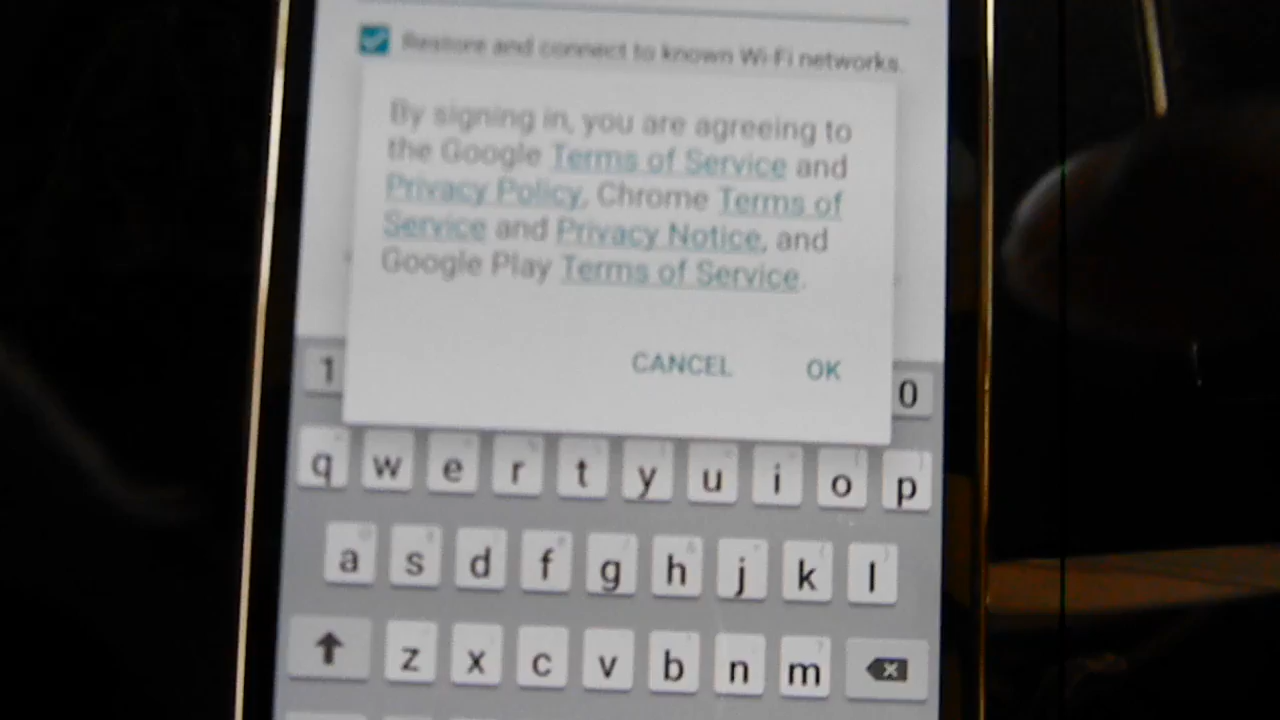 Restore and connect to known Wi-Fi networks.
By signing in, you are agreeing to
the Google Terms of Service and
Privacy Policy, Chrome Terms of
Service and Privacy Notice, and
Google Play Terms of Service.
CANCEL OK
1 0
q w e r t y u i o p
a s d f g h j k l
z x c v b n m